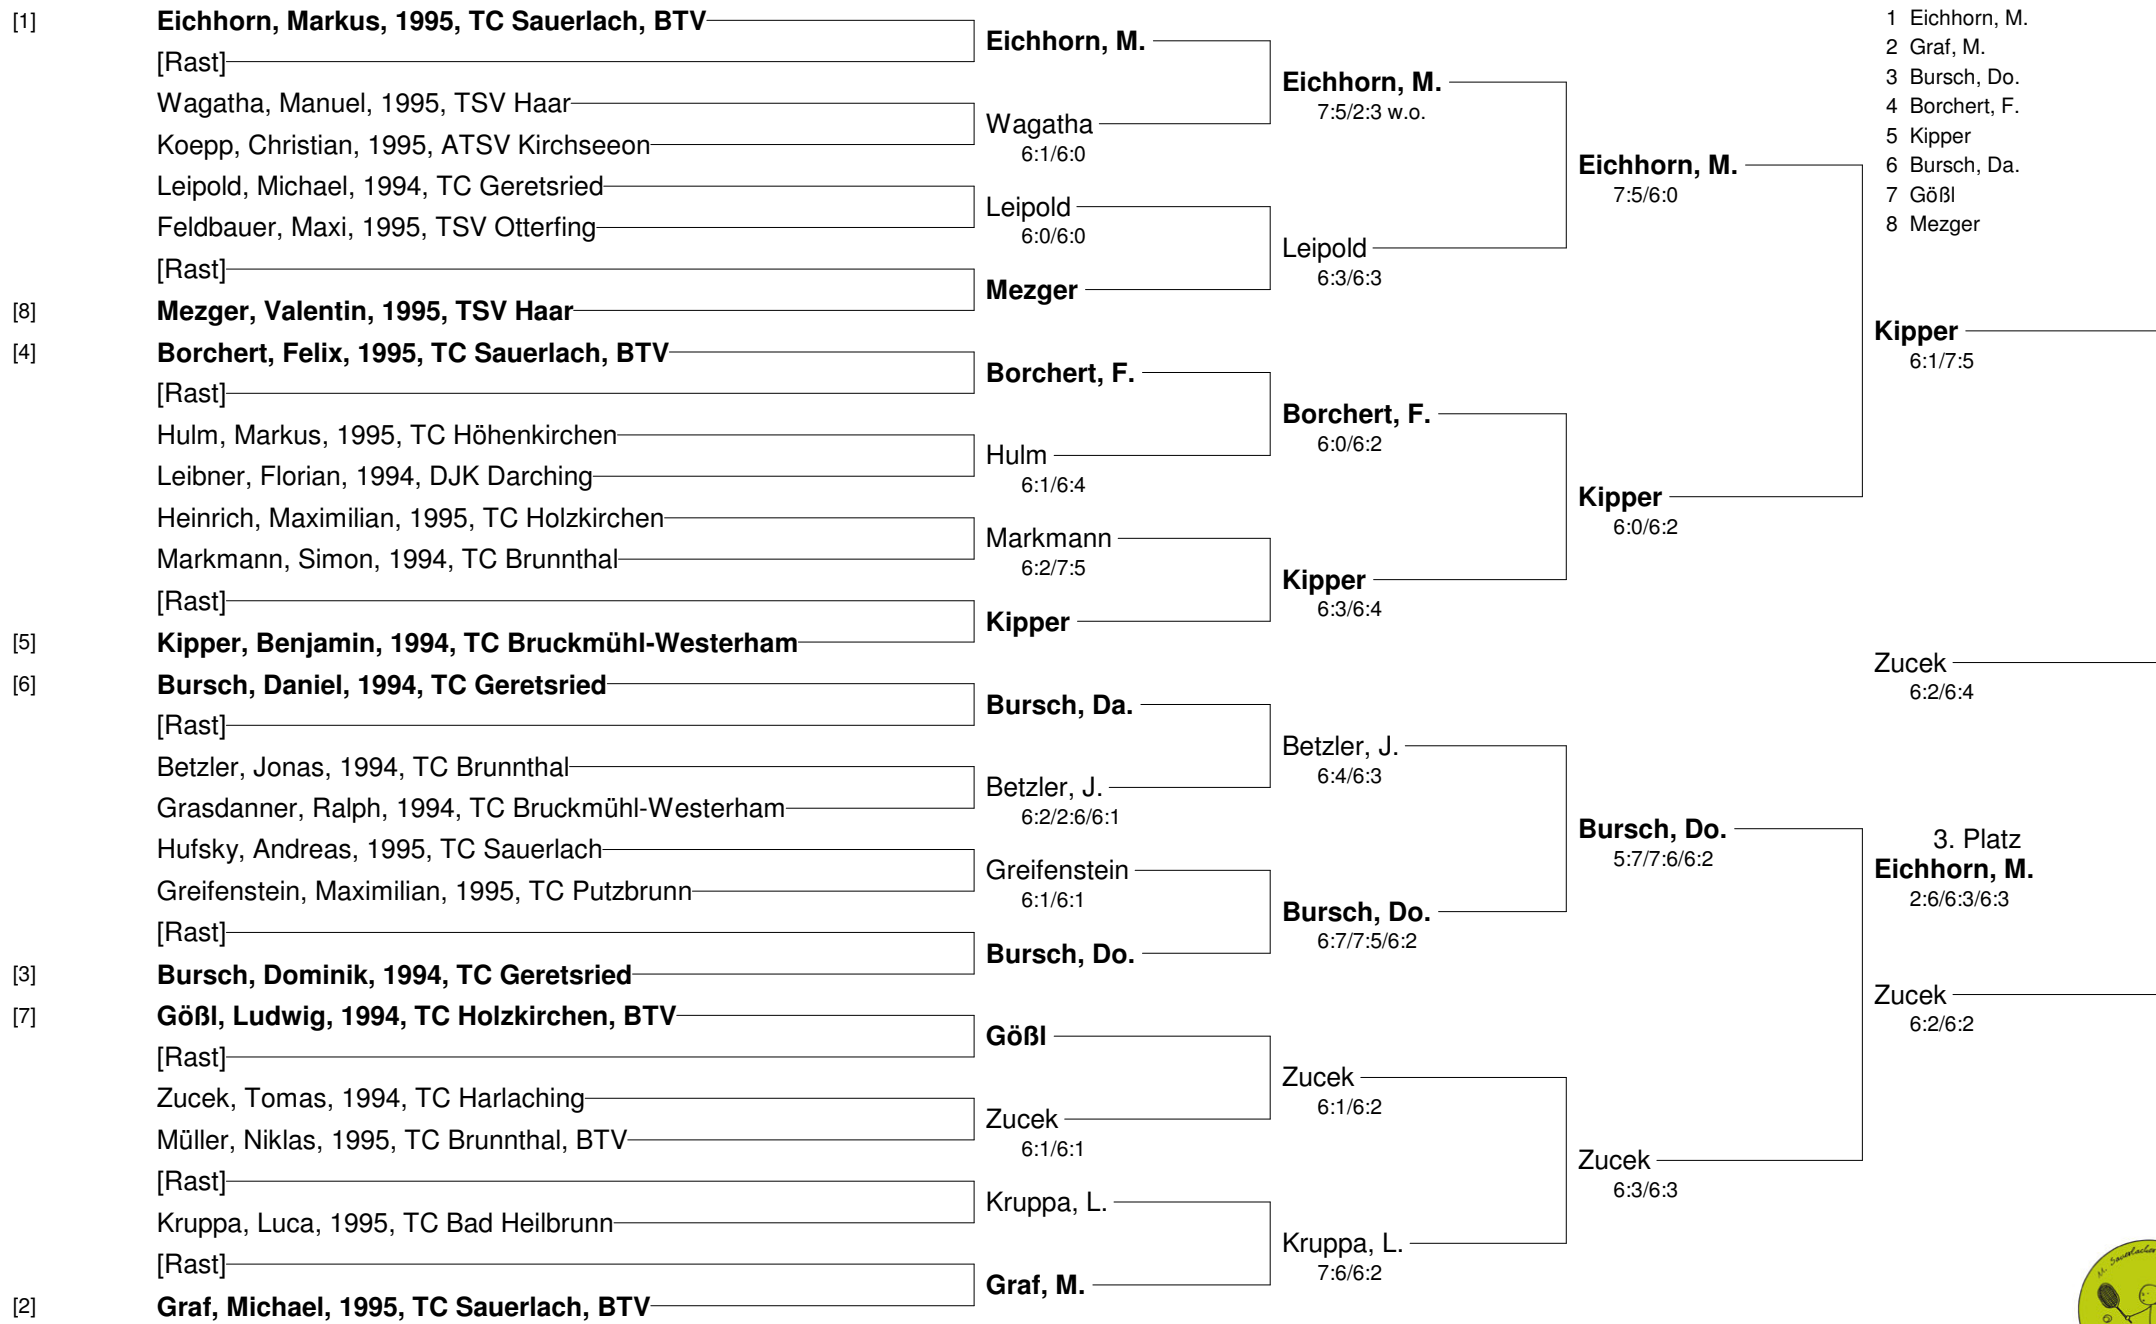 [1] Eichhorn, Markus, 1995, TC Sauerlach, BTV
[Rast]
Wagatha, Manuel, 1995, TSV Haar
Koepp, Christian, 1995, ATSV Kirchseeon
Leipold, Michael, 1994, TC Geretsried
Feldbauer, Maxi, 1995, TSV Otterfing
[Rast]
[8] Mezger, Valentin, 1995, TSV Haar
[4] Borchert, Felix, 1995, TC Sauerlach, BTV
[Rast]
Hulm, Markus, 1995, TC Höhenkirchen
Leibner, Florian, 1994, DJK Darching
Heinrich, Maximilian, 1995, TC Holzkirchen
Markmann, Simon, 1994, TC Brunnthal
[Rast]
[5] Kipper, Benjamin, 1994, TC Bruckmühl-Westerham
[6] Bursch, Daniel, 1994, TC Geretsried
[Rast]
Betzler, Jonas, 1994, TC Brunnthal
Grasdanner, Ralph, 1994, TC Bruckmühl-Westerham
Hufsky, Andreas, 1995, TC Sauerlach
Greifenstein, Maximilian, 1995, TC Putzbrunn
[Rast]
[3] Bursch, Dominik, 1994, TC Geretsried
[7] Gößl, Ludwig, 1994, TC Holzkirchen, BTV
[Rast]
Zucek, Tomas, 1994, TC Harlaching
Müller, Niklas, 1995, TC Brunnthal, BTV
[Rast]
Kruppa, Luca, 1995, TC Bad Heilbrunn
[Rast]
[2] Graf, Michael, 1995, TC Sauerlach, BTV
Eichhorn, M.
Wagatha
6:1/6:0
Leipold
6:0/6:0
Mezger
Borchert, F.
Hulm
6:1/6:4
Markmann
6:2/7:5
Kipper
Bursch, Da.
Betzler, J.
6:2/2:6/6:1
Greifenstein
6:1/6:1
Bursch, Do.
Gößl
Zucek
6:1/6:1
Kruppa, L.
Graf, M.
Eichhorn, M.
7:5/2:3 w.o.
Leipold
6:3/6:3
Borchert, F.
6:0/6:2
Kipper
6:3/6:4
Betzler, J.
6:4/6:3
Bursch, Do.
6:7/7:5/6:2
Zucek
6:1/6:2
Kruppa, L.
7:6/6:2
Eichhorn, M.
7:5/6:0
Kipper
6:0/6:2
Bursch, Do.
5:7/7:6/6:2
Zucek
6:3/6:3
1 Eichhorn, M.
2 Graf, M.
3 Bursch, Do.
4 Borchert, F.
5 Kipper
6 Bursch, Da.
7 Gößl
8 Mezger
Kipper
6:1/7:5
Zucek
6:2/6:4
3. Platz
Eichhorn, M.
2:6/6:3/6:3
Zucek
6:2/6:2